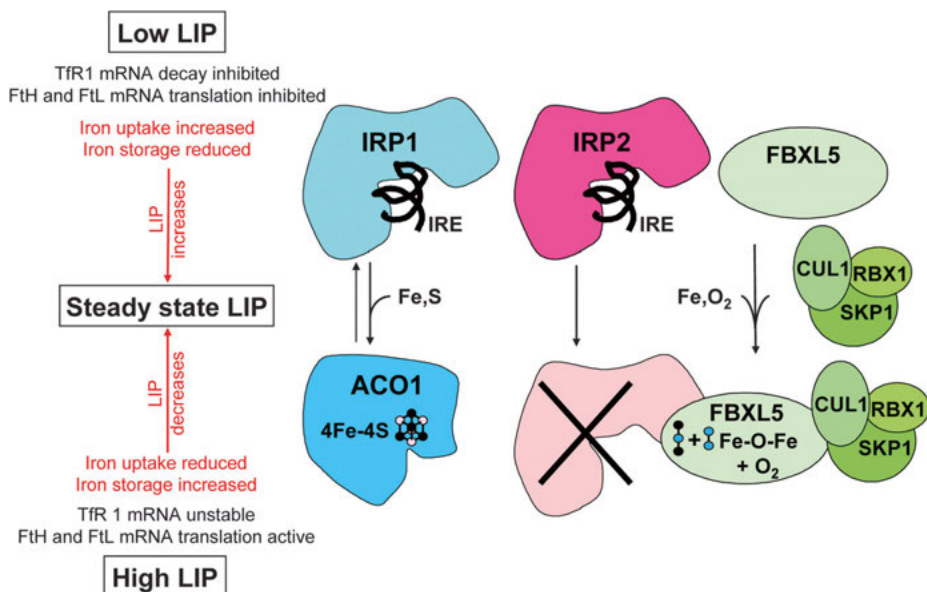 Low LIP
TfR1 mRNA decay inhibited
FtH and FtL mRNA translation inhibited
Iron uptake increased
Iron storage reduced
LIP
increases
Steady state LIP
LIP
decreases
Iron uptake reduced
Iron storage increased
TfR 1 mRNA unstable
FtH and FtL mRNA translation active
High LIP
IRP1
IRE
Fe,S
ACO1
4Fe-4S
IRP2
IRE
FBXL5
Fe,O₂
CUL1
RBX1
SKP1
FBXL5
+ Fe-O-Fe
+ O₂
CUL1
RBX1
SKP1